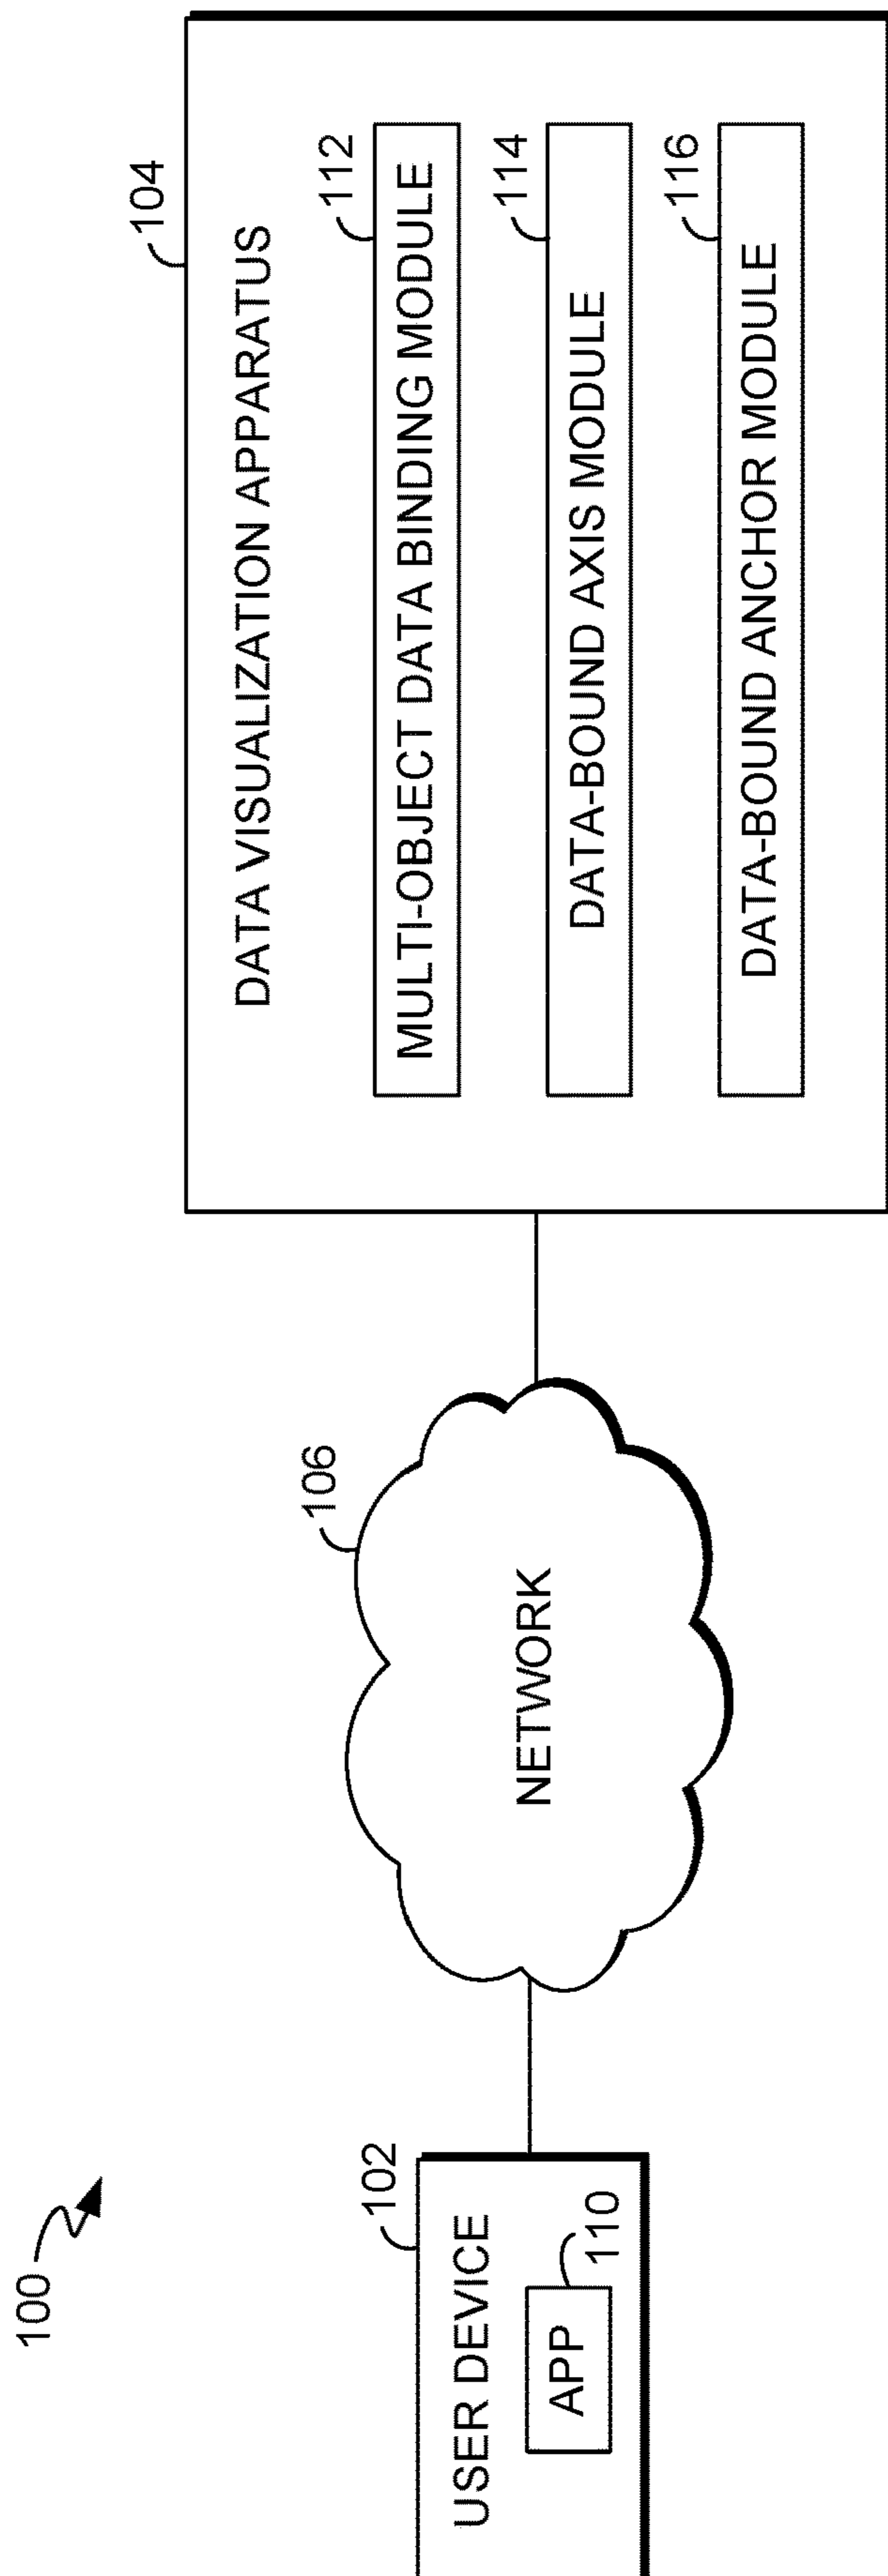 100
102
USER DEVICE
APP
110
106
NETWORK
104
DATA VISUALIZATION APPARATUS
112
MULTI-OBJECT DATA BINDING MODULE
114
DATA-BOUND AXIS MODULE
116
DATA-BOUND ANCHOR MODULE